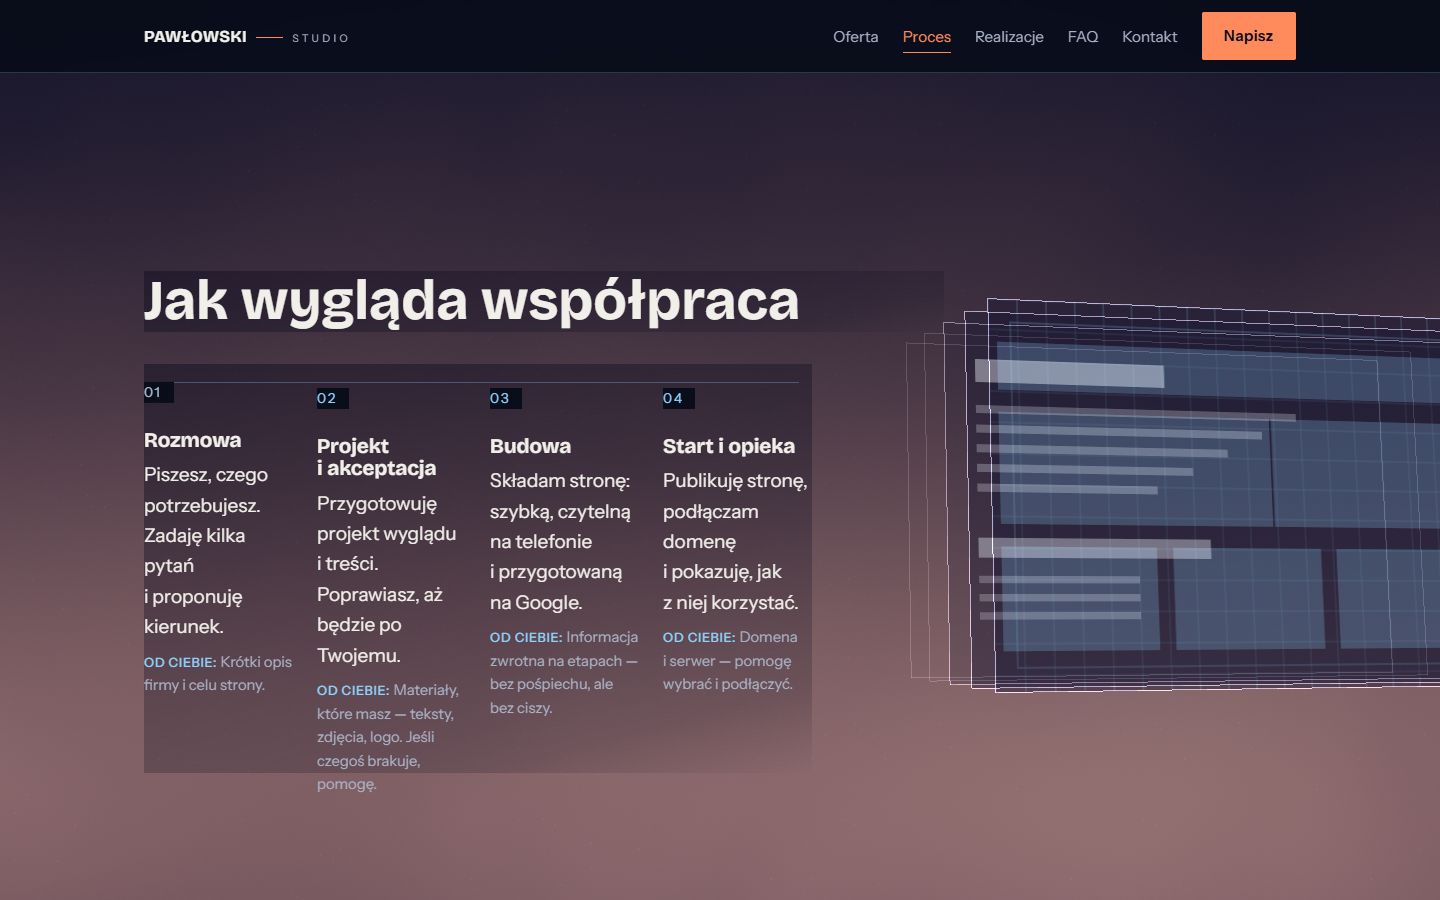 PAWŁOWSKI — STUDIO
Oferta Proces Realizacje FAQ Kontakt Napisz
Jak wygląda współpraca
01
Rozmowa
Piszesz, czego
potrzebujesz.
Zadaję kilka
pytań
i proponuję
kierunek.
OD CIEBIE: Krótki opis
firmy i celu strony.
02
Projekt
i akceptacja
Przygotowuję
projekt wyglądu
i treści.
Poprawiasz, aż
będzie po
Twojemu.
OD CIEBIE: Materiały,
które masz — teksty,
zdjęcia, logo. Jeśli
czegoś brakuje,
pomogę.
03
Budowa
Składam stronę:
szybką, czytelną
na telefonie
i przygotowaną
na Google.
OD CIEBIE: Informacja
zwrotna na etapach —
bez pośpiechu, ale
bez ciszy.
04
Start i opieka
Publikuję stronę,
podłączam
domenę
i pokazuję, jak
z niej korzystać.
OD CIEBIE: Domena
i serwer — pomogę
wybrać i podłączyć.